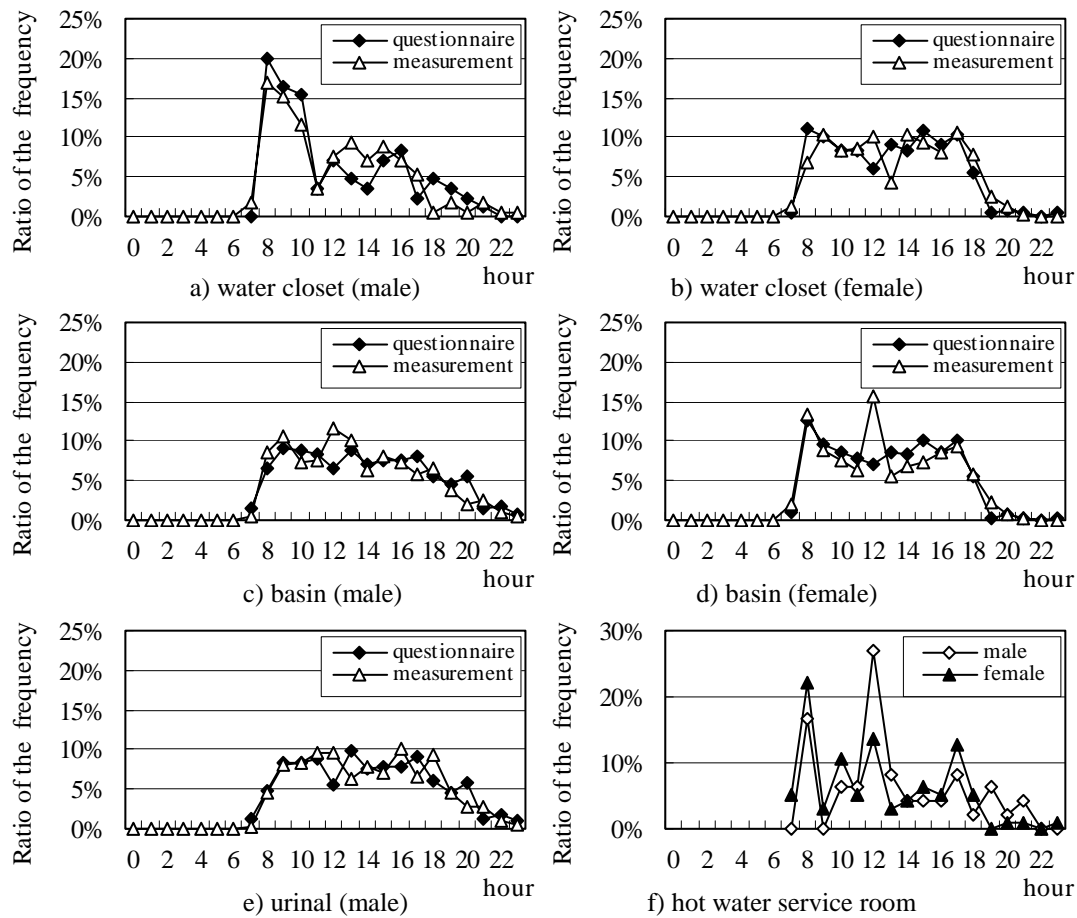 Ratio of the frequency
25%
20%
15%
10%
5%
0%
questionnaire
measurement
0 2 4 6 8 10 12 14 16 18 20 22
hour
a) water closet (male)
Ratio of the frequency
25%
20%
15%
10%
5%
0%
questionnaire
measurement
0 2 4 6 8 10 12 14 16 18 20 22
hour
b) water closet (female)
Ratio of the frequency
25%
20%
15%
10%
5%
0%
questionnaire
measurement
0 2 4 6 8 10 12 14 16 18 20 22
hour
c) basin (male)
Ratio of the frequency
25%
20%
15%
10%
5%
0%
questionnaire
measurement
0 2 4 6 8 10 12 14 16 18 20 22
hour
d) basin (female)
Ratio of the frequency
25%
20%
15%
10%
5%
0%
questionnaire
measurement
0 2 4 6 8 10 12 14 16 18 20 22
hour
e) urinal (male)
Ratio of the frequency
30%
20%
10%
0%
male
female
0 2 4 6 8 10 12 14 16 18 20 22
hour
f) hot water service room